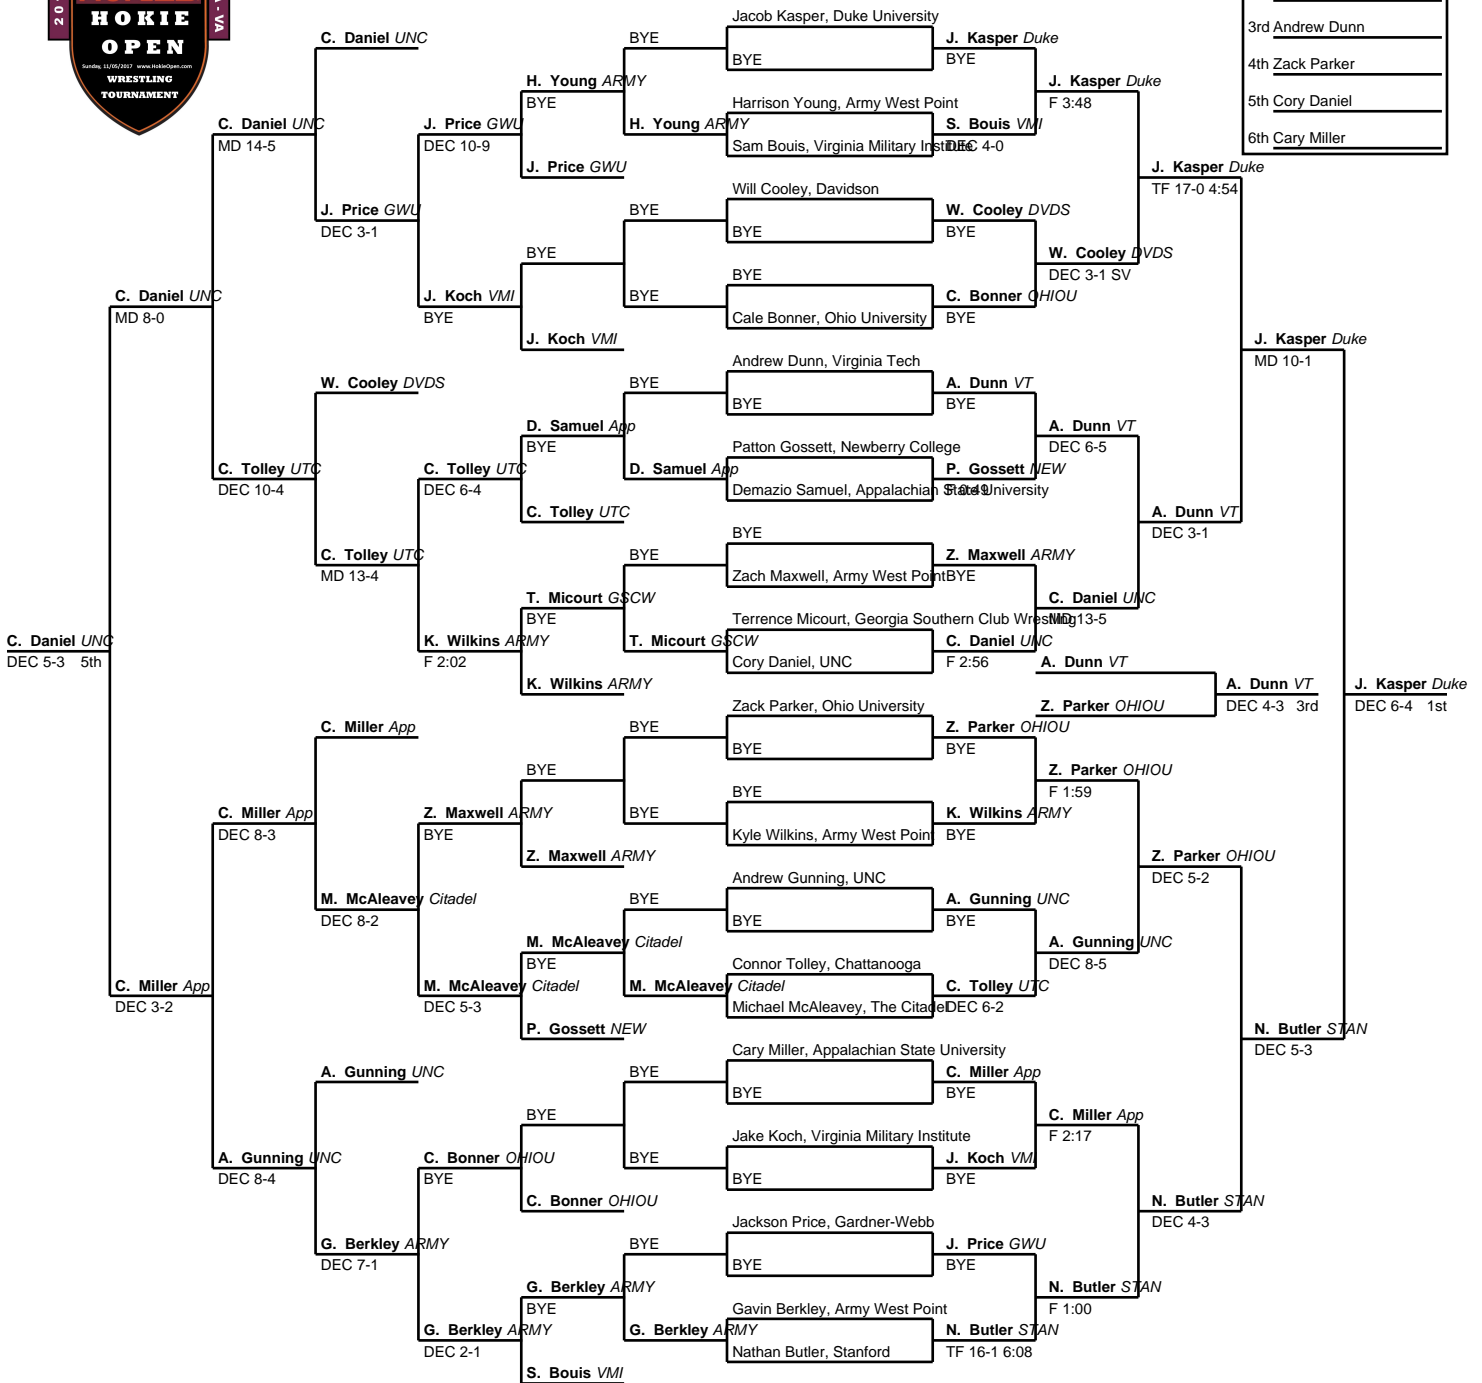 20
A - VA
HOKIE
OPEN
Sunday, 11/05/2017 www.HokieOpen.com
WRESTLING
TOURNAMENT
3rd Andrew Dunn
4th Zack Parker
5th Cory Daniel
6th Cary Miller
Jacob Kasper, Duke University
C. Daniel UNC
BYE
J. Kasper Duke
BYE
BYE
H. Young ARMY
J. Kasper Duke
BYE
Harrison Young, Army West Point
F 3:48
C. Daniel UNC
J. Price GWU
H. Young ARMY
S. Bouis VMI
MD 14-5
DEC 10-9
Sam Bouis, Virginia Military Institute
DEC 4-0
J. Price GWU
J. Kasper Duke
Will Cooley, Davidson
TF 17-0 4:54
J. Price GWU
BYE
W. Cooley DVDS
DEC 3-1
BYE
BYE
BYE
W. Cooley DVDS
BYE
DEC 3-1 SV
C. Daniel UNC
J. Koch VMI
BYE
C. Bonner OHIOU
MD 8-0
BYE
Cale Bonner, Ohio University
BYE
J. Koch VMI
J. Kasper Duke
Andrew Dunn, Virginia Tech
MD 10-1
W. Cooley DVDS
BYE
A. Dunn VT
BYE
BYE
D. Samuel App
A. Dunn VT
BYE
Patton Gossett, Newberry College
DEC 6-5
C. Tolley UTC
C. Tolley UTC
D. Samuel App
P. Gossett NEW
DEC 10-4
DEC 6-4
Demazio Samuel, Appalachian State University
F 0:49
C. Tolley UTC
A. Dunn VT
BYE
DEC 3-1
C. Tolley UTC
BYE
Z. Maxwell ARMY
MD 13-4
Zach Maxwell, Army West Point
BYE
T. Micourt GSCW
C. Daniel UNC
BYE
Terrence Micourt, Georgia Southern Club Wrestling
MD 13-5
C. Daniel UNC
K. Wilkins ARMY
T. Micourt GSCW
C. Daniel UNC
DEC 5-3 5th
F 2:02
Cory Daniel, UNC
F 2:56
A. Dunn VT
K. Wilkins ARMY
A. Dunn VT
J. Kasper Duke
Zack Parker, Ohio University
Z. Parker OHIOU
DEC 4-3 3rd
DEC 6-4 1st
C. Miller App
BYE
Z. Parker OHIOU
BYE
BYE
BYE
Z. Parker OHIOU
BYE
F 1:59
C. Miller App
Z. Maxwell ARMY
BYE
K. Wilkins ARMY
DEC 8-3
BYE
Kyle Wilkins, Army West Point
BYE
Z. Maxwell ARMY
Z. Parker OHIOU
Andrew Gunning, UNC
DEC 5-2
M. McAleavey Citadel
BYE
A. Gunning UNC
DEC 8-2
BYE
BYE
M. McAleavey Citadel
A. Gunning UNC
BYE
Connor Tolley, Chattanooga
DEC 8-5
C. Miller App
M. McAleavey Citadel
M. McAleavey Citadel
C. Tolley UTC
DEC 3-2
DEC 5-3
Michael McAleavey, The Citadel
DEC 6-2
P. Gossett NEW
N. Butler STAN
Cary Miller, Appalachian State University
DEC 5-3
A. Gunning UNC
BYE
C. Miller App
BYE
BYE
BYE
C. Miller App
Jake Koch, Virginia Military Institute
F 2:17
A. Gunning UNC
C. Bonner OHIOU
BYE
J. Koch VMI
DEC 8-4
BYE
BYE
BYE
C. Bonner OHIOU
N. Butler STAN
Jackson Price, Gardner-Webb
DEC 4-3
G. Berkley ARMY
BYE
J. Price GWU
DEC 7-1
BYE
BYE
G. Berkley ARMY
N. Butler STAN
BYE
Gavin Berkley, Army West Point
F 1:00
G. Berkley ARMY
G. Berkley ARMY
N. Butler STAN
DEC 2-1
Nathan Butler, Stanford
TF 16-1 6:08
S. Bouis VMI